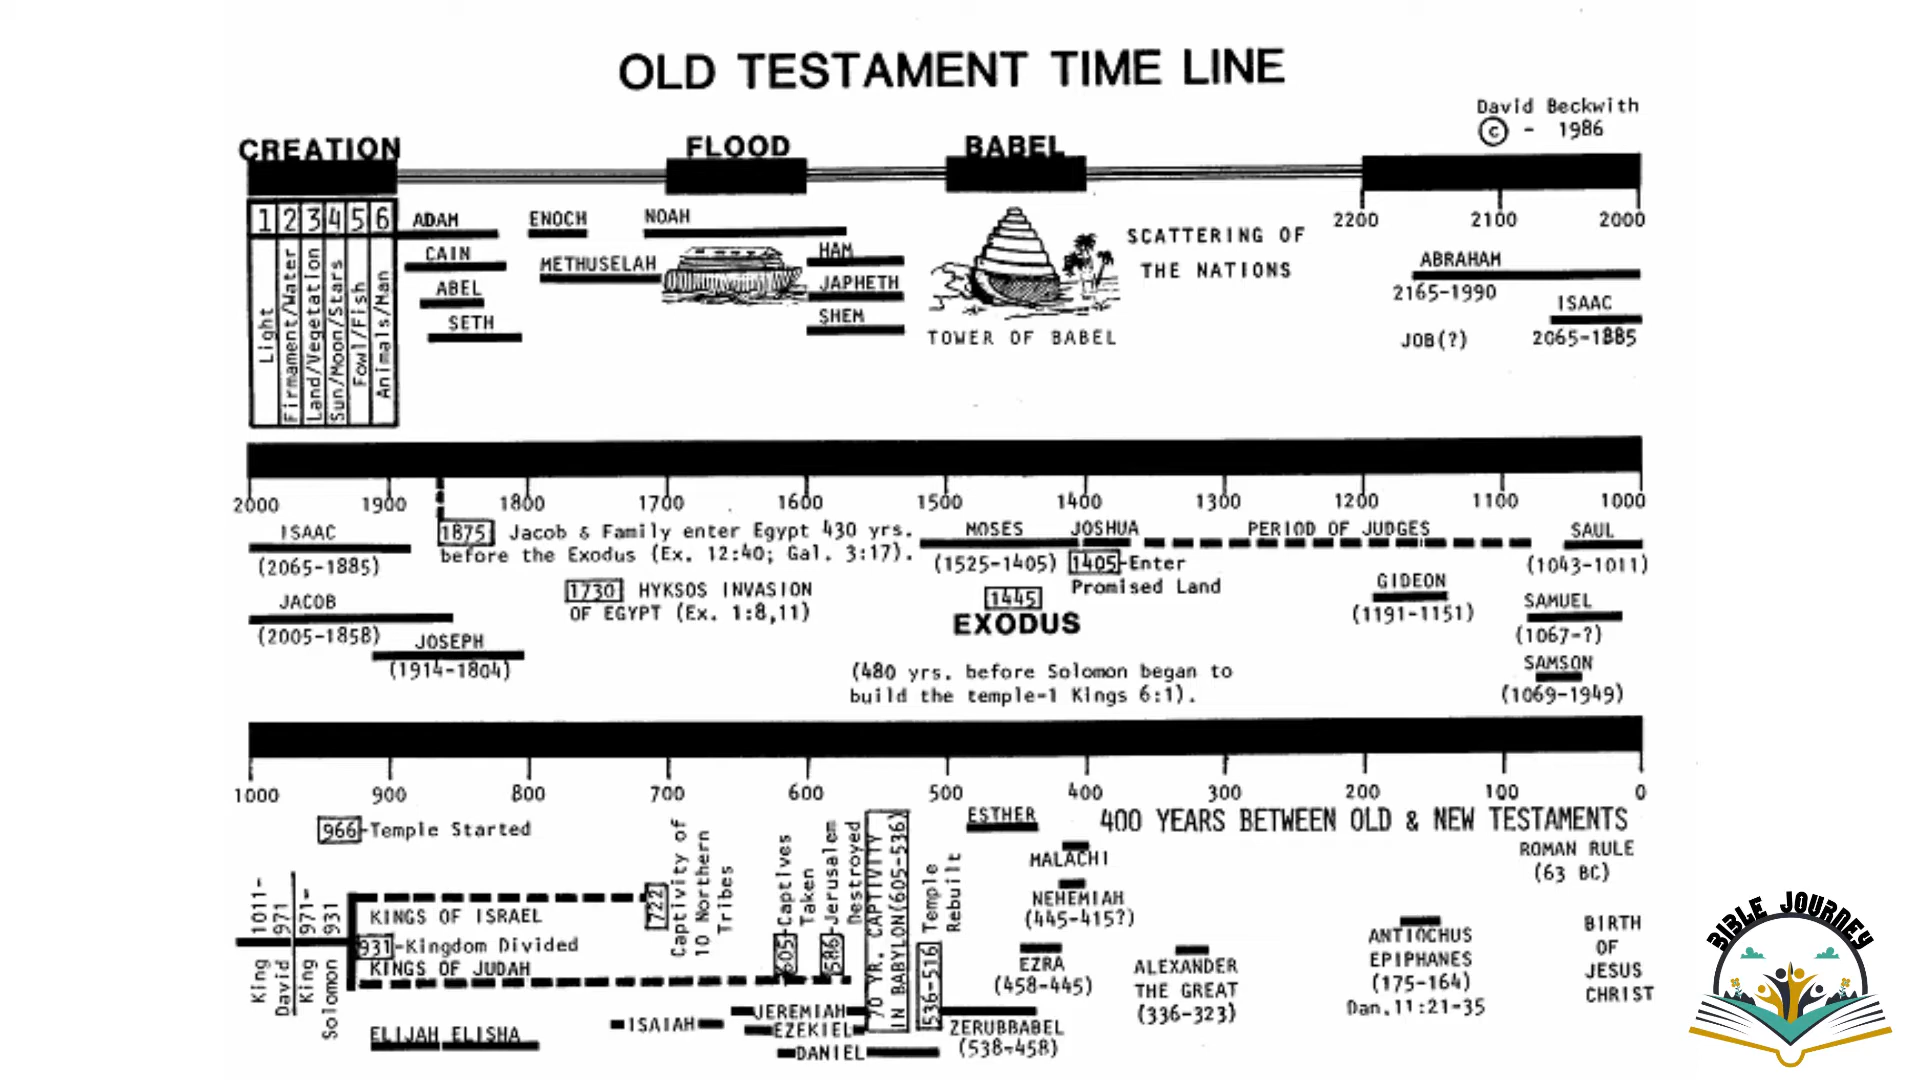 OLD TESTAMENT TIME LINE
David Beckwith
© - 1986
CREATION
FLOOD
BABEL
1 2 3 4 5 6
Light
Firmament/Water
Land/Vegetation
Sun/Moon/Stars
Fowl/Fish
Animals/Man
ADAM
CAIN
ABEL
SETH
ENOCH
METHUSELAH
NOAH
HAM
JAPHETH
SHEM
TOWER OF BABEL
SCATTERING OF
THE NATIONS
2200 2100 2000
ABRAHAM
2165-1990
ISAAC
2065-1885
JOB(?)
2000 1900 1800 1700 1600 1500 1400 1300 1200 1100 1000
ISAAC
(2065-1885)
JACOB
(2005-1858)
JOSEPH
(1914-1804)
1875 Jacob & Family enter Egypt 430 yrs.
before the Exodus (Ex. 12:40; Gal. 3:17).
1730 HYKSOS INVASION
OF EGYPT (Ex. 1:8,11)
MOSES
(1525-1405)
1445
EXODUS
(480 yrs. before Solomon began to
build the temple-1 Kings 6:1).
JOSHUA
1405-Enter
Promised Land
PERIOD OF JUDGES
GIDEON
(1191-1151)
SAUL
(1043-1011)
SAMUEL
(1067-?)
SAMSON
(1069-1949)
1000 900 800 700 600 500 400 300 200 100 0
966-Temple Started
King David 1011-971
King Solomon 971-931
KINGS OF ISRAEL
931-Kingdom Divided
KINGS OF JUDAH
ELIJAH ELISHA
722 Captivity of
10 Northern
Tribes
605-Captives
Taken
586-Jerusalem
Destroyed
70 YR. CAPTIVITY
IN BABYLON(605-536)
536-516 Temple
Rebuilt
ISAIAH
JEREMIAH
EZEKIEL
DANIEL
ZERUBBABEL
(538-458)
ESTHER
MALACHI
NEHEMIAH
(445-415?)
EZRA
(458-445)
400 YEARS BETWEEN OLD & NEW TESTAMENTS
ALEXANDER
THE GREAT
(336-323)
ANTIOCHUS
EPIPHANES
(175-164)
Dan.11:21-35
ROMAN RULE
(63 BC)
BIRTH
OF
JESUS
CHRIST
BIBLE JOURNEY